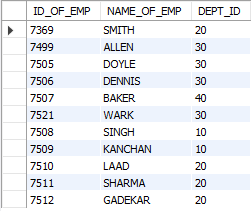 ID_OF_EMP NAME_OF_EMP DEPT_ID
7369 SMITH 20
7499 ALLEN 30
7505 DOYLE 30
7506 DENNIS 30
7507 BAKER 40
7521 WARK 30
7508 SINGH 10
7509 KANCHAN 10
7510 LAAD 20
7511 SHARMA 20
7512 GADEKAR 20